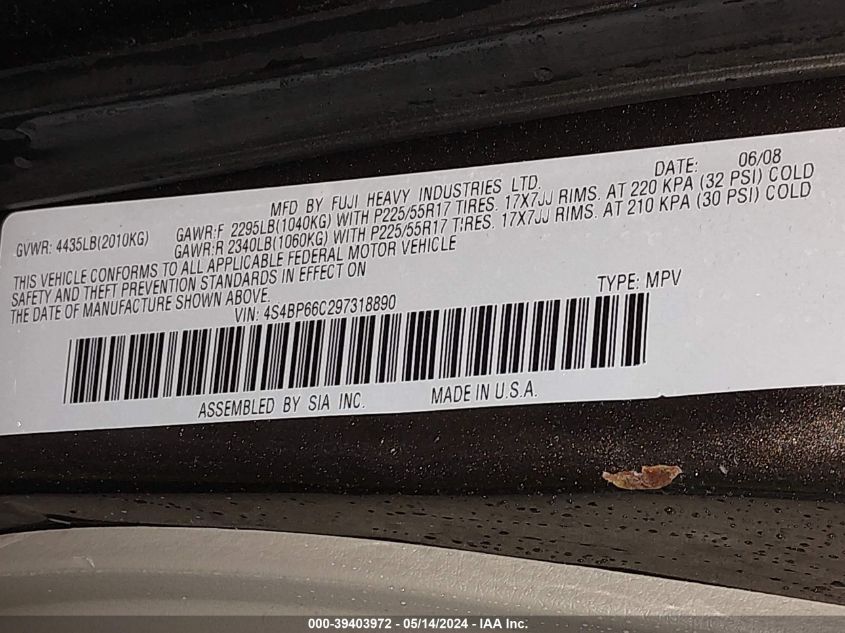 MFD BY FUJI HEAVY INDUSTRIES LTD. DATE: 06/08
GVWR: 4435LB(2010KG) GAWR:F 2295LB(1040KG) WITH P225/55R17 TIRES. 17X7JJ RIMS. AT 220 KPA (32 PSI) COLD
GAWR:R 2340LB(1060KG) WITH P225/55R17 TIRES. 17X7JJ RIMS. AT 210 KPA (30 PSI) COLD
THIS VEHICLE CONFORMS TO ALL APPLICABLE FEDERAL MOTOR VEHICLE
SAFETY AND THEFT PREVENTION STANDARDS IN EFFECT ON
THE DATE OF MANUFACTURE SHOWN ABOVE.
VIN: 4S4BP66C297318890 TYPE: MPV
ASSEMBLED BY SIA INC. MADE IN U.S.A.
000-39403972 - 05/14/2024 - IAA Inc.